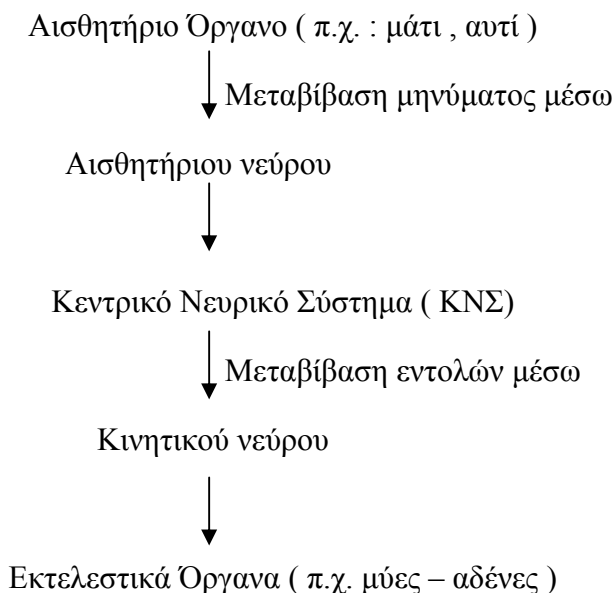 Αισθητήριο Όργανο ( π.χ. : μάτι , αυτί )
Μεταβίβαση μηνύματος μέσω
Αισθητήριου νεύρου
Κεντρικό Νευρικό Σύστημα ( ΚΝΣ)
Μεταβίβαση εντολών μέσω
Κινητικού νεύρου
Εκτελεστικά Όργανα ( π.χ. μύες – αδένες )